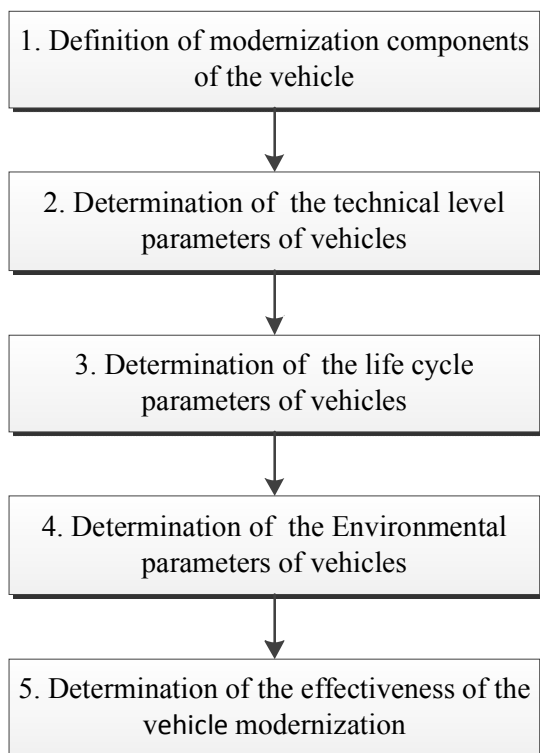 1. Definition of modernization components
of the vehicle
2. Determination of the technical level
parameters of vehicles
3. Determination of the life cycle
parameters of vehicles
4. Determination of the Environmental
parameters of vehicles
5. Determination of the effectiveness of the
vehicle modernization